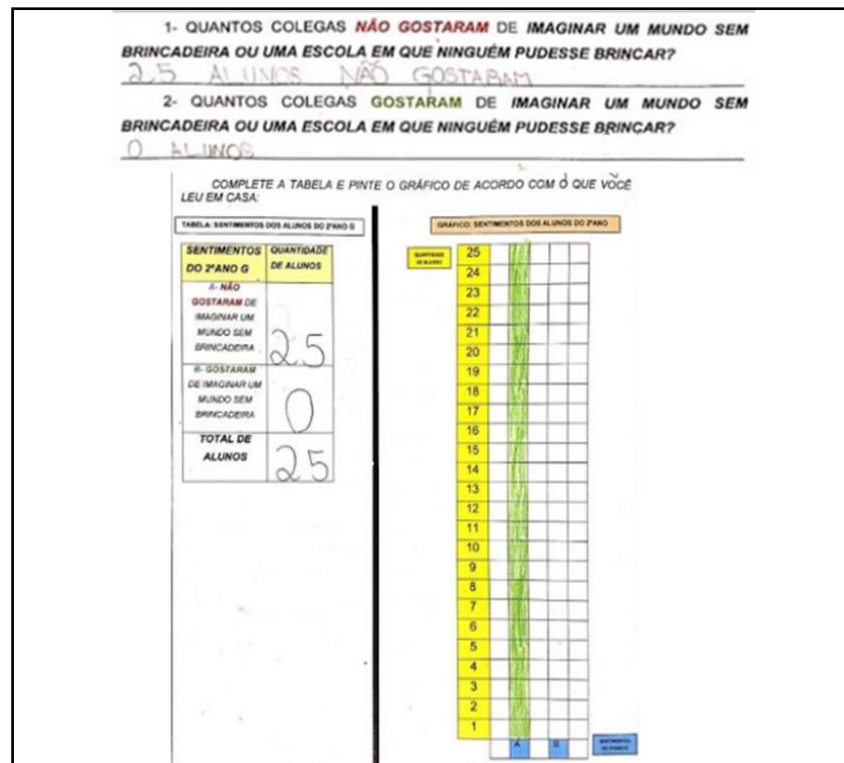 1- QUANTOS COLEGAS NÃO GOSTARAM DE IMAGINAR UM MUNDO SEM
BRINCADEIRA OU UMA ESCOLA EM QUE NINGUÉM PUDESSE BRINCAR?
25 ALUNOS NÃO GOSTARAM
2- QUANTOS COLEGAS GOSTARAM DE IMAGINAR UM MUNDO SEM
BRINCADEIRA OU UMA ESCOLA EM QUE NINGUÉM PUDESSE BRINCAR?
0 ALUNOS
COMPLETE A TABELA E PINTE O GRÁFICO DE ACORDO COM O QUE VOCÊ
LEU EM CASA:
TABELA: SENTIMENTOS DOS ALUNOS DO 2ºANO G
SENTIMENTOS
DO 2ºANO G
QUANTIDADE
DE ALUNOS
A- NÃO
GOSTARAM DE
IMAGINAR UM
MUNDO SEM
BRINCADEIRA
25
B- GOSTARAM
DE IMAGINAR UM
MUNDO SEM
BRINCADEIRA
0
TOTAL DE
ALUNOS
25
GRÁFICO: SENTIMENTOS DOS ALUNOS DO 2ºANO
QUANTIDADE
DE ALUNOS
25
24
23
22
21
20
19
18
17
16
15
14
13
12
11
10
9
8
7
6
5
4
3
2
1
A
B
SENTIMENTOS